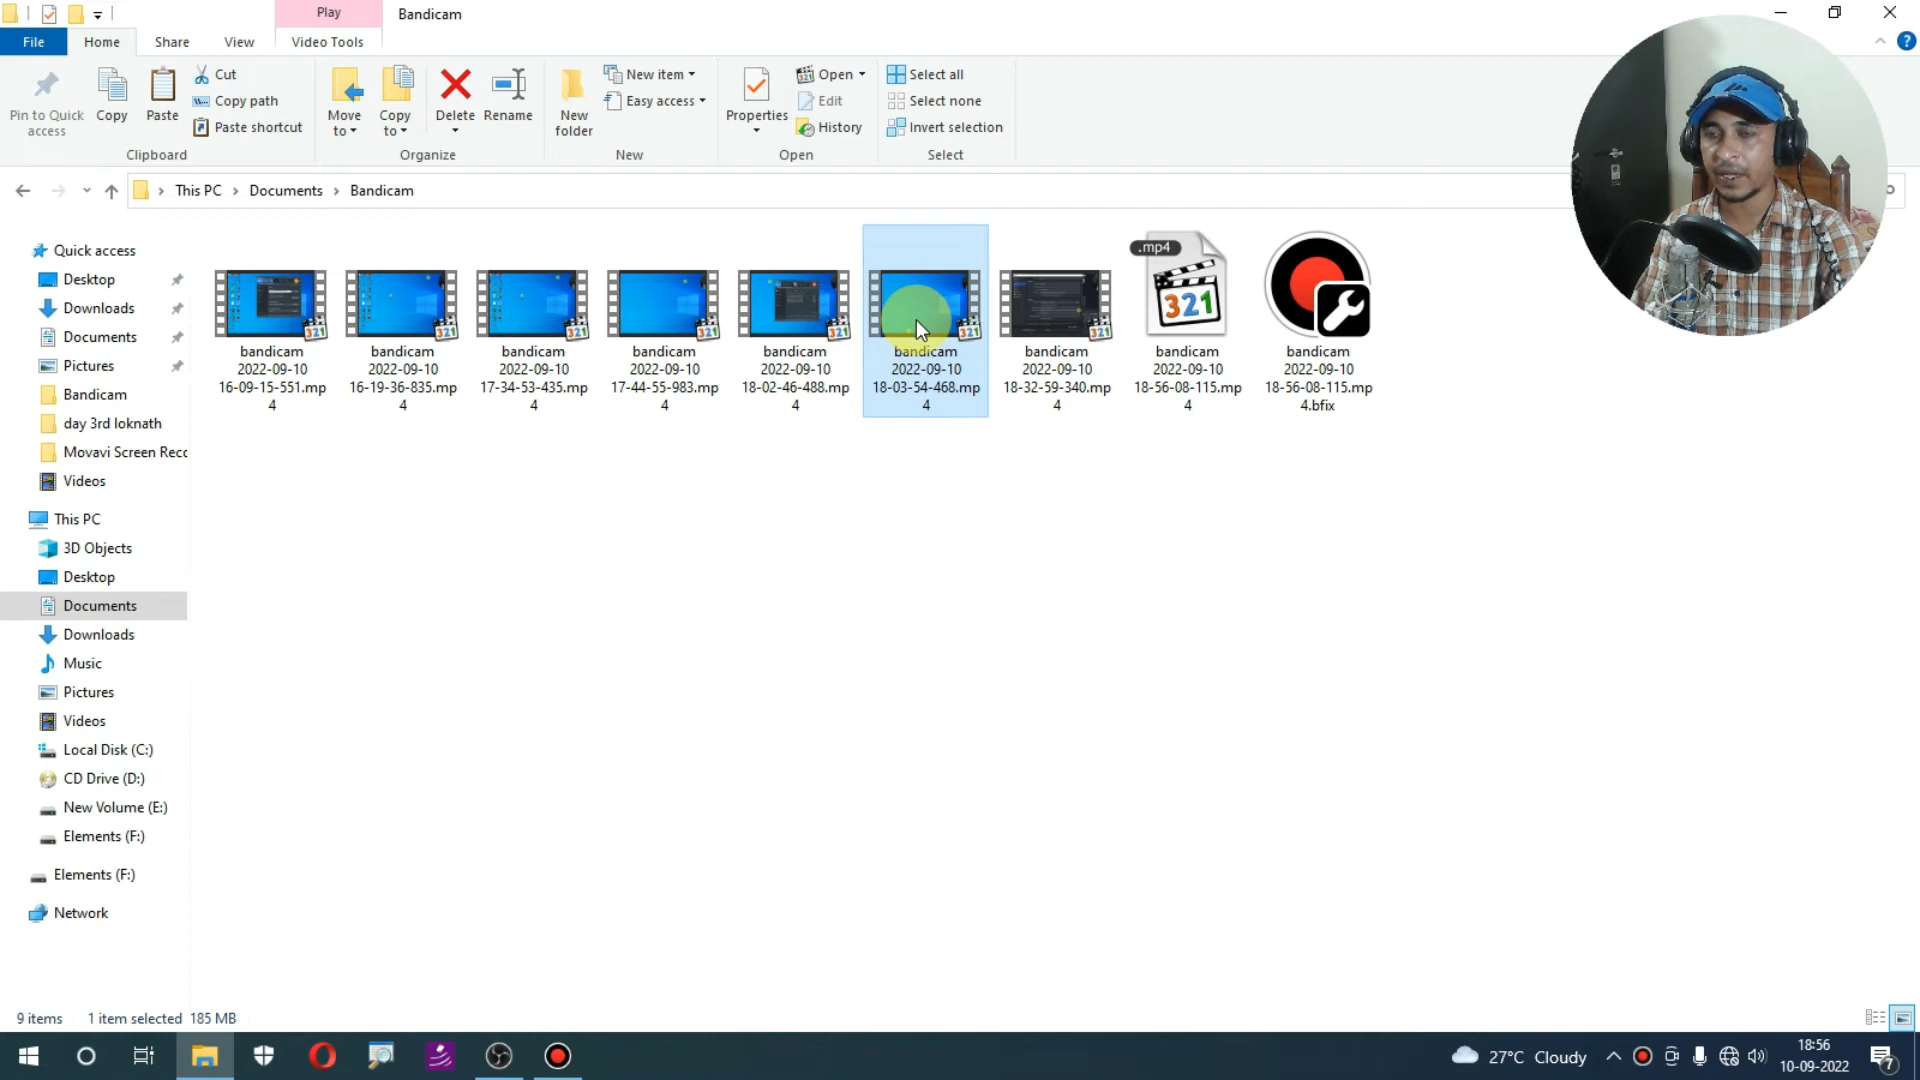 Play
Bandicam
File
Home
Share
View
Video Tools
Pin to Quick
access
Copy
Paste
Cut
Copy path
Paste shortcut
Clipboard
Move
to
Copy
to
Delete
Rename
Organize
New
folder
New item
Easy access
New
Properties
Open
Edit
History
Open
Select all
Select none
Invert selection
Select
This PC
Documents
Bandicam
Quick access
Desktop
Downloads
Documents
Pictures
Bandicam
day 3rd loknath
Movavi Screen Reco
Videos
This PC
3D Objects
Desktop
Documents
Downloads
Music
Pictures
Videos
Local Disk (C:)
CD Drive (D:)
New Volume (E:)
Elements (F:)
Elements (F:)
Network
bandicam
2022-09-10
16-09-15-551.mp
4
bandicam
2022-09-10
16-19-36-835.mp
4
bandicam
2022-09-10
17-34-53-435.mp
4
bandicam
2022-09-10
17-44-55-983.mp
4
321
bandicam
2022-09-10
18-02-46-488.mp
4
bandicam
2022-09-10
18-03-54-468.mp
4
bandicam
2022-09-10
18-32-59-340.mp
4
.mp4
321
bandicam
2022-09-10
18-56-08-115.mp
4
bandicam
2022-09-10
18-56-08-115.mp
4.bfix
9 items
1 item selected 185 MB
27°C Cloudy
18:56
10-09-2022
7